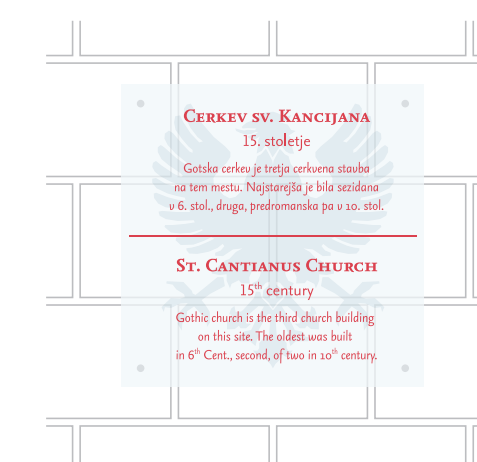 Cerkev sv. Kancijana
15. stoletje
Gotska cerkev je tretja cerkvena stavba
na tem mestu. Najstarejša je bila sezidana
v 6. stol., druga, predromanska pa v 10. stol.
St. Cantianus Church
15th century
Gothic church is the third church building
on this site. The oldest was built
in 6th Cent., second, of two in 10th century.